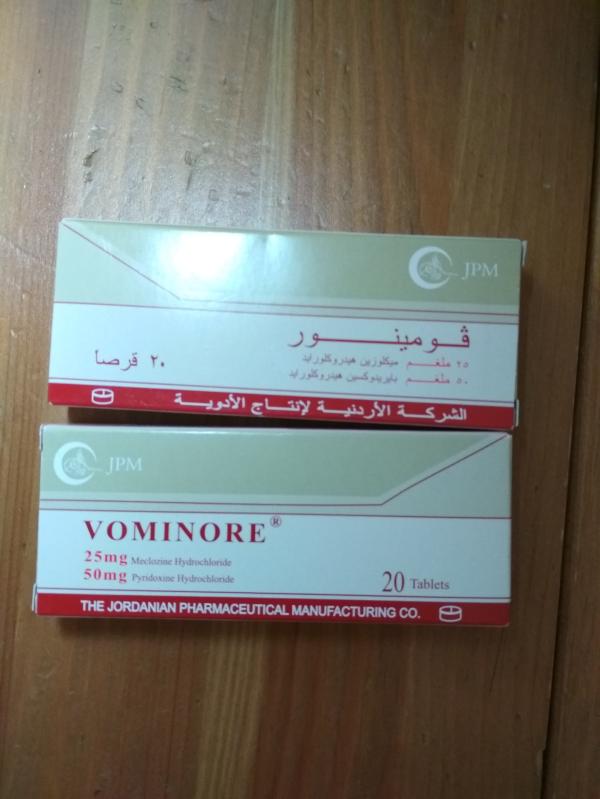 JPM
ڤومينور
٢٥ ملغم ميكلوزين هيدروكلورايد
٥٠ ملغم بايريدوكسين هيدروكلورايد
٢٠ قرصا
الشركة الأردنية لإنتاج الأدوية
JPM
VOMINORE®
25mg Meclozine Hydrochloride
50mg Pyridoxine Hydrochloride
20 Tablets
THE JORDANIAN PHARMACEUTICAL MANUFACTURING CO.